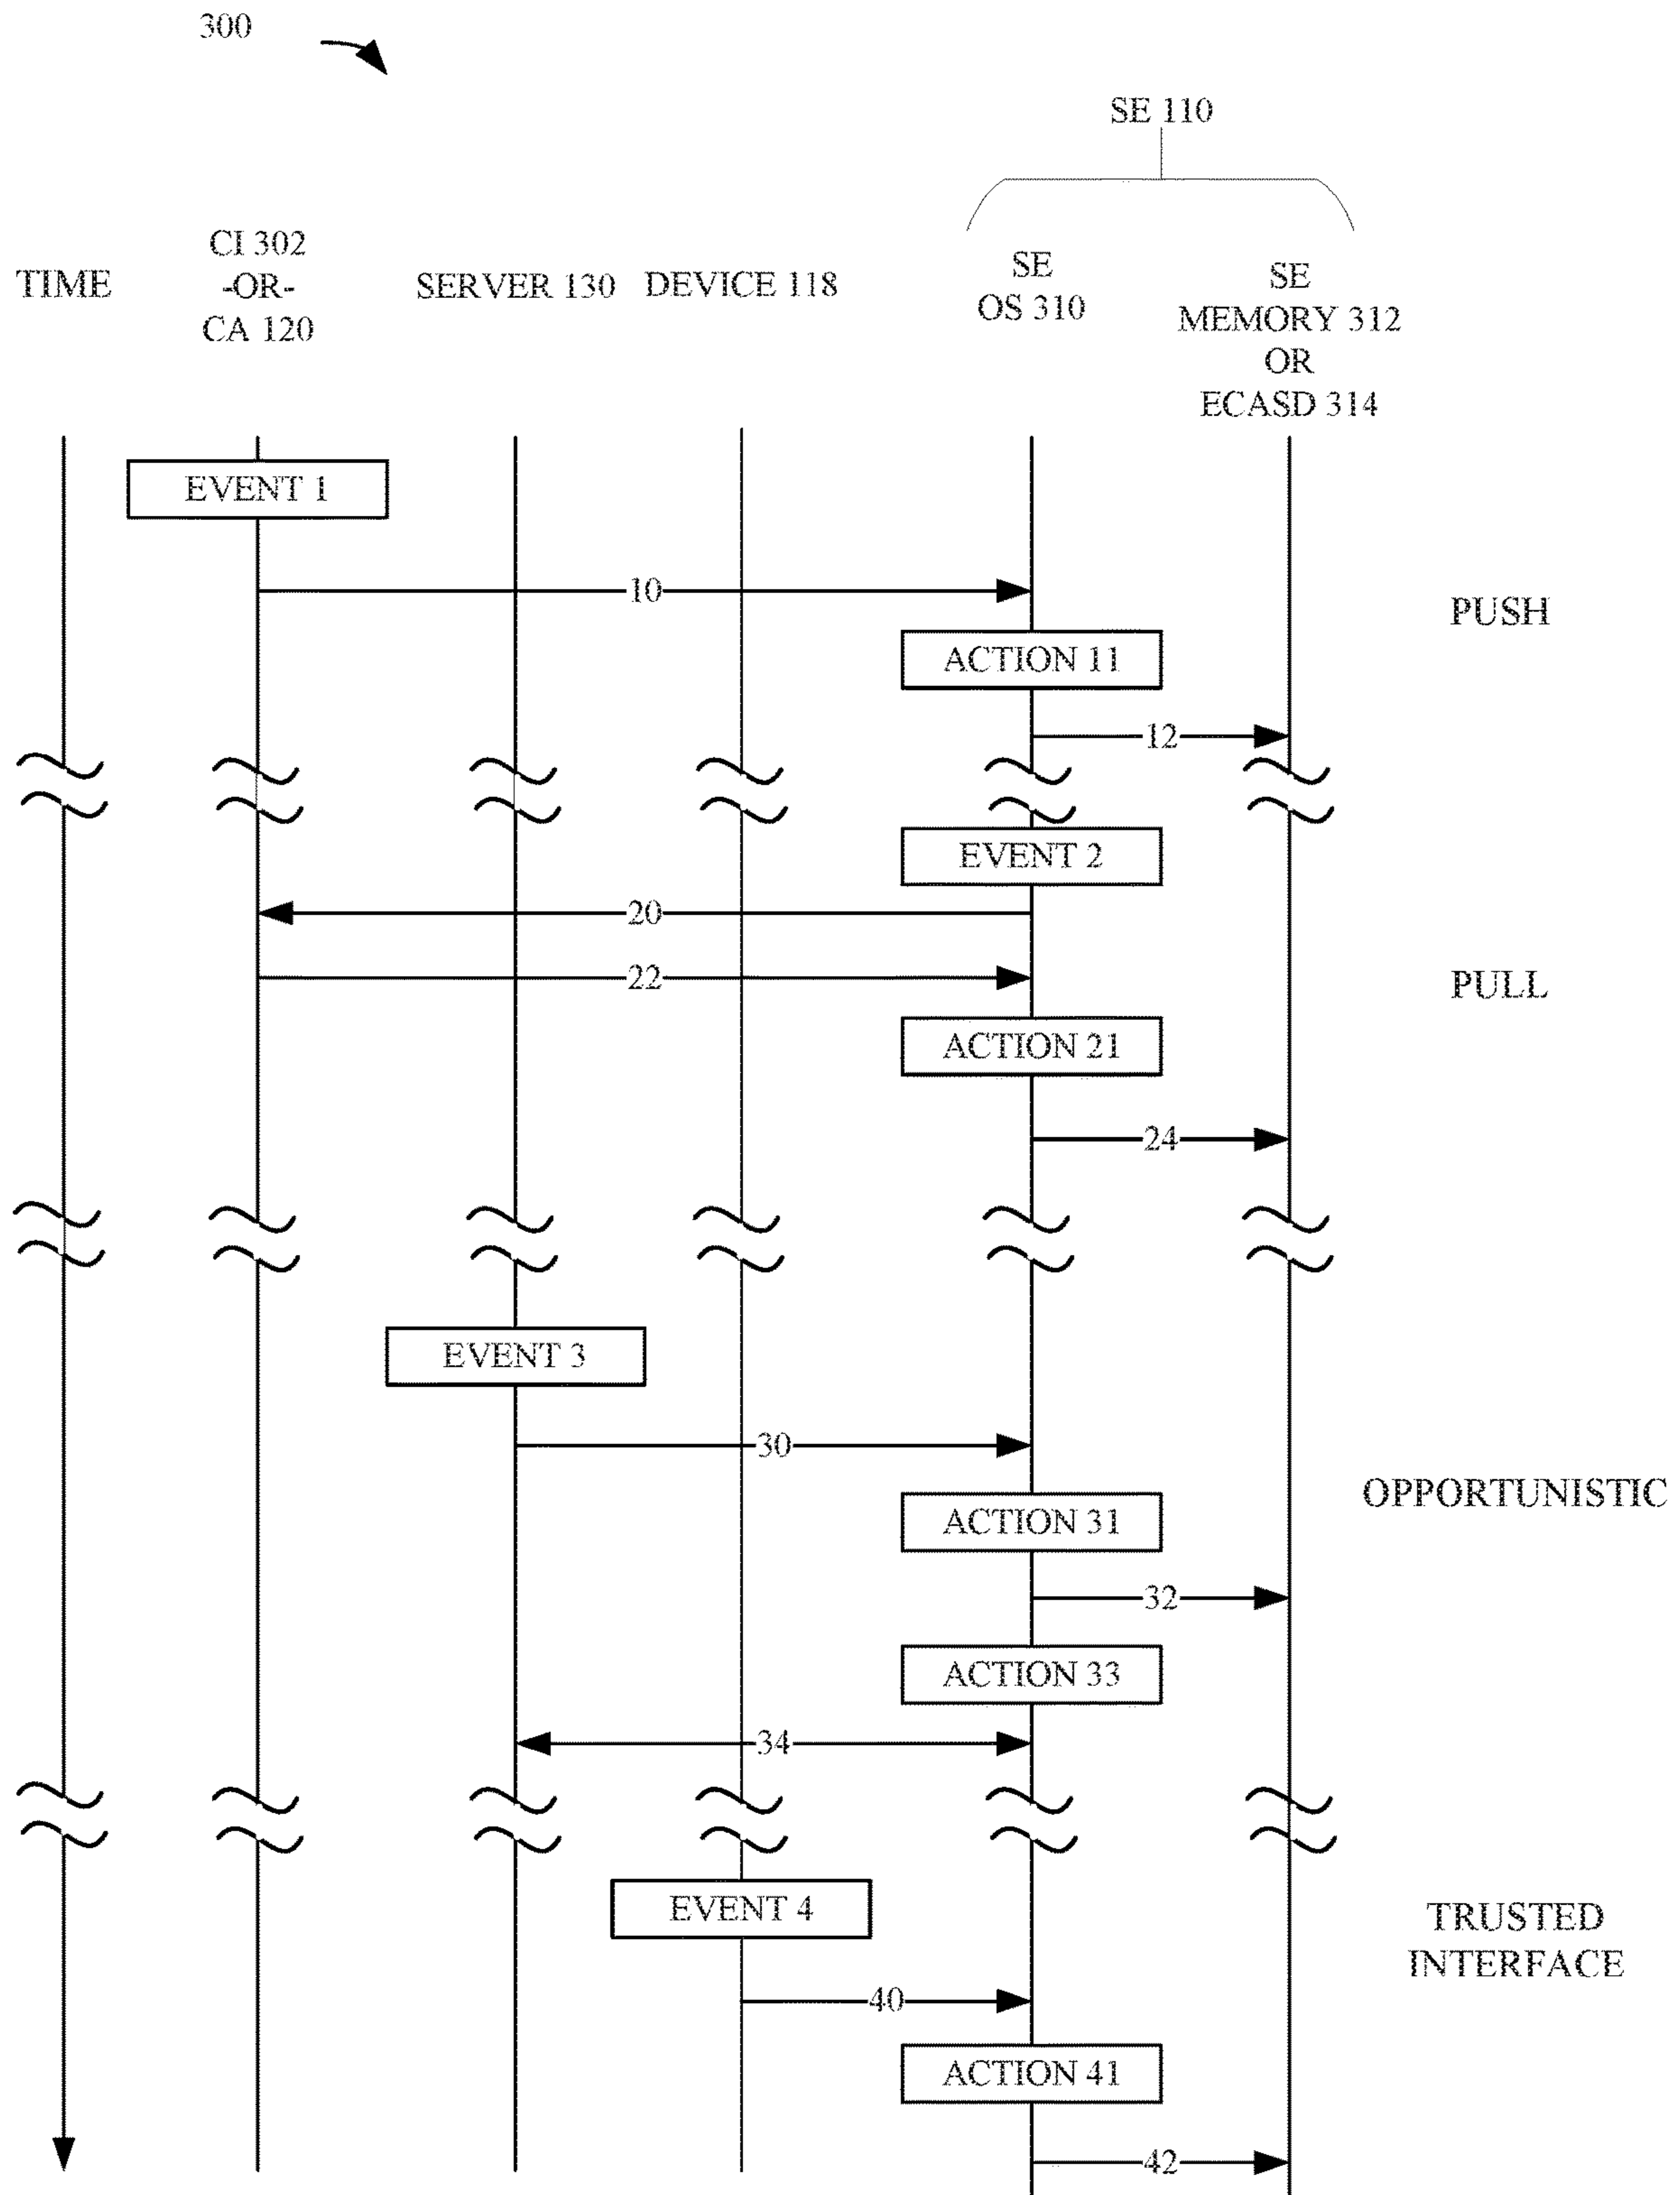 300
SE 110
TIME
CI 302
-OR-
CA 120
SERVER 130
DEVICE 118
SE
OS 310
SE
MEMORY 312
OR
ECASD 314
EVENT 1
10
PUSH
ACTION 11
12
EVENT 2
20
22
PULL
ACTION 21
24
EVENT 3
30
OPPORTUNISTIC
ACTION 31
32
ACTION 33
34
EVENT 4
TRUSTED
INTERFACE
40
ACTION 41
42